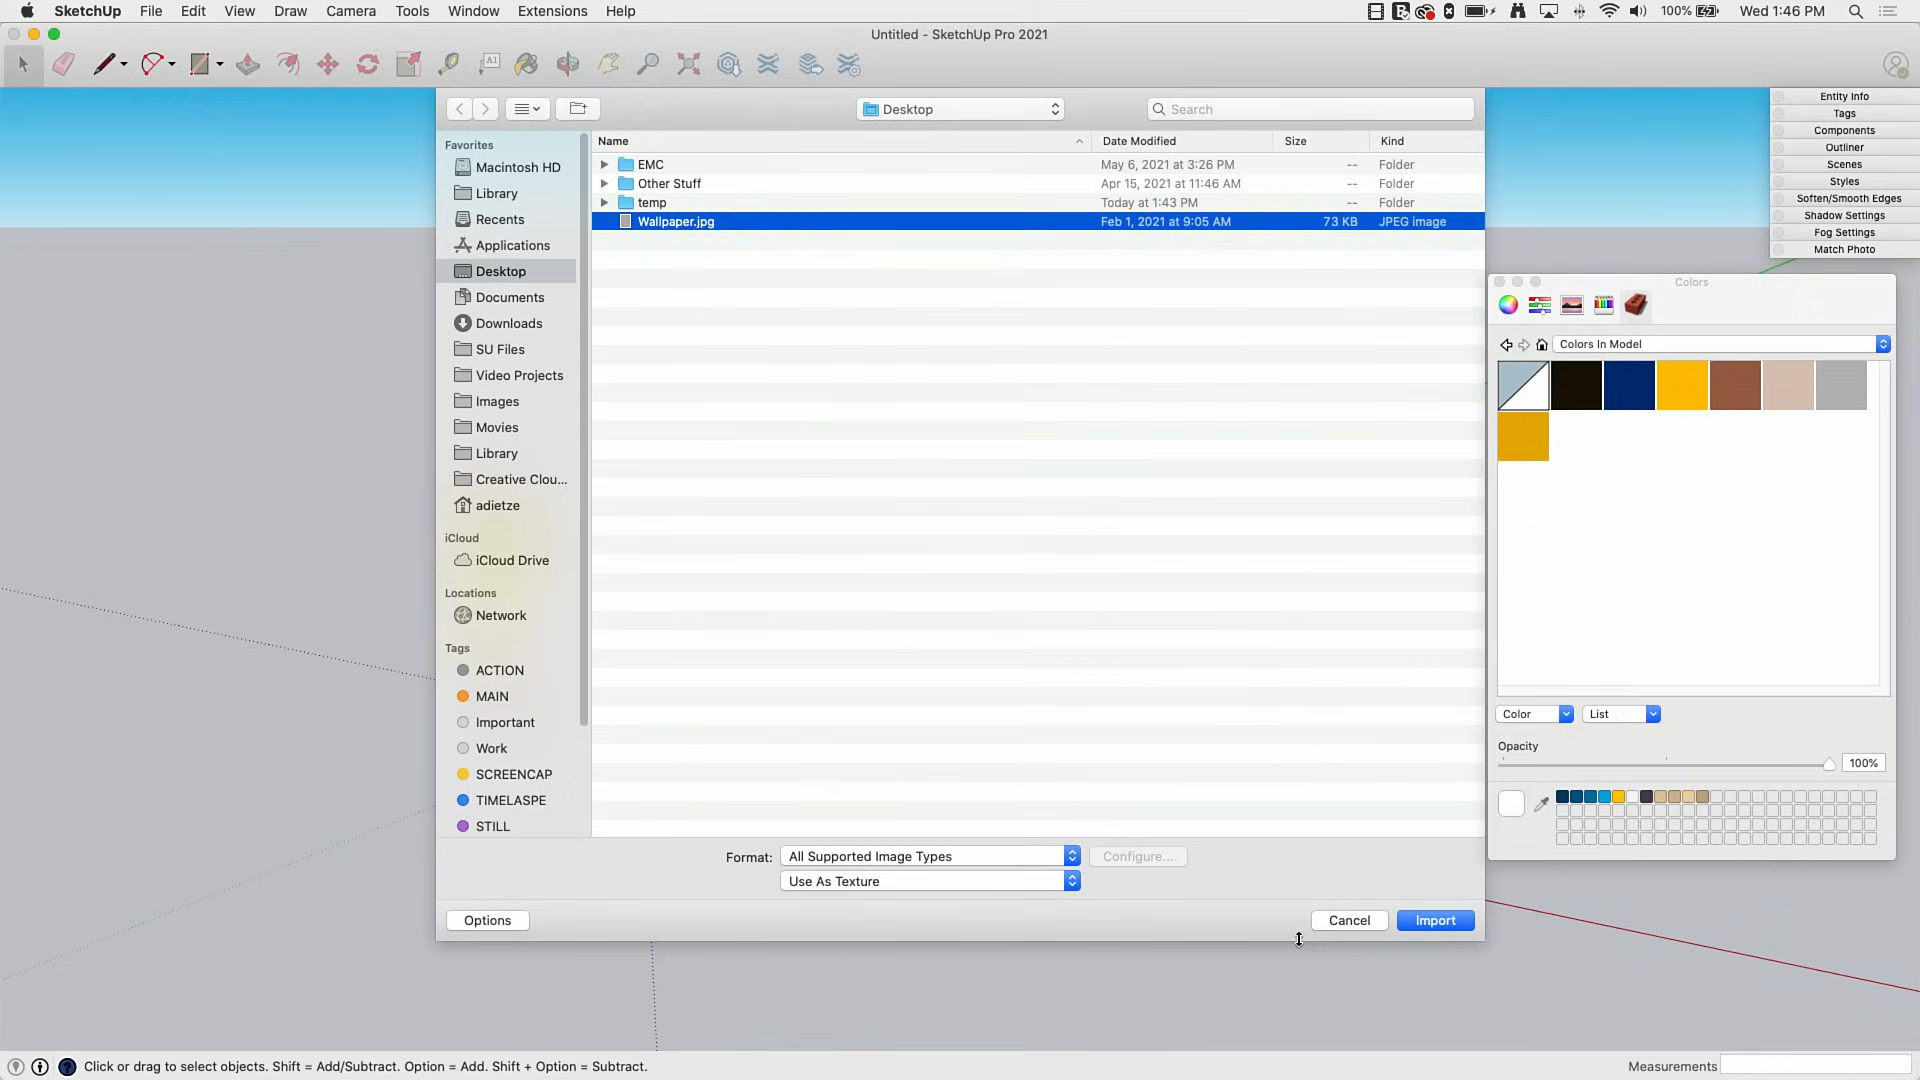 SketchUp File Edit View Draw Camera Tools Window Extensions Help 100% Wed 1:46 PM
Untitled - SketchUp Pro 2021
Desktop
Search
Favorites
Macintosh HD
Library
Recents
Applications
Desktop
Documents
Downloads
SU Files
Video Projects
Images
Movies
Library
Creative Clou...
adietze
iCloud
iCloud Drive
Locations
Network
Tags
ACTION
MAIN
Important
Work
SCREENCAP
TIMELASPE
STILL
Name Date Modified Size Kind
EMC May 6, 2021 at 3:26 PM -- Folder
Other Stuff Apr 15, 2021 at 11:46 AM -- Folder
temp Today at 1:43 PM -- Folder
Wallpaper.jpg Feb 1, 2021 at 9:05 AM 73 KB JPEG image
Format: All Supported Image Types Configure...
Use As Texture
Options Cancel Import
Entity Info
Tags
Components
Outliner
Scenes
Styles
Soften/Smooth Edges
Shadow Settings
Fog Settings
Match Photo
Colors
Colors In Model
Color List
Opacity
100%
Click or drag to select objects. Shift = Add/Subtract. Option = Add. Shift + Option = Subtract. Measurements